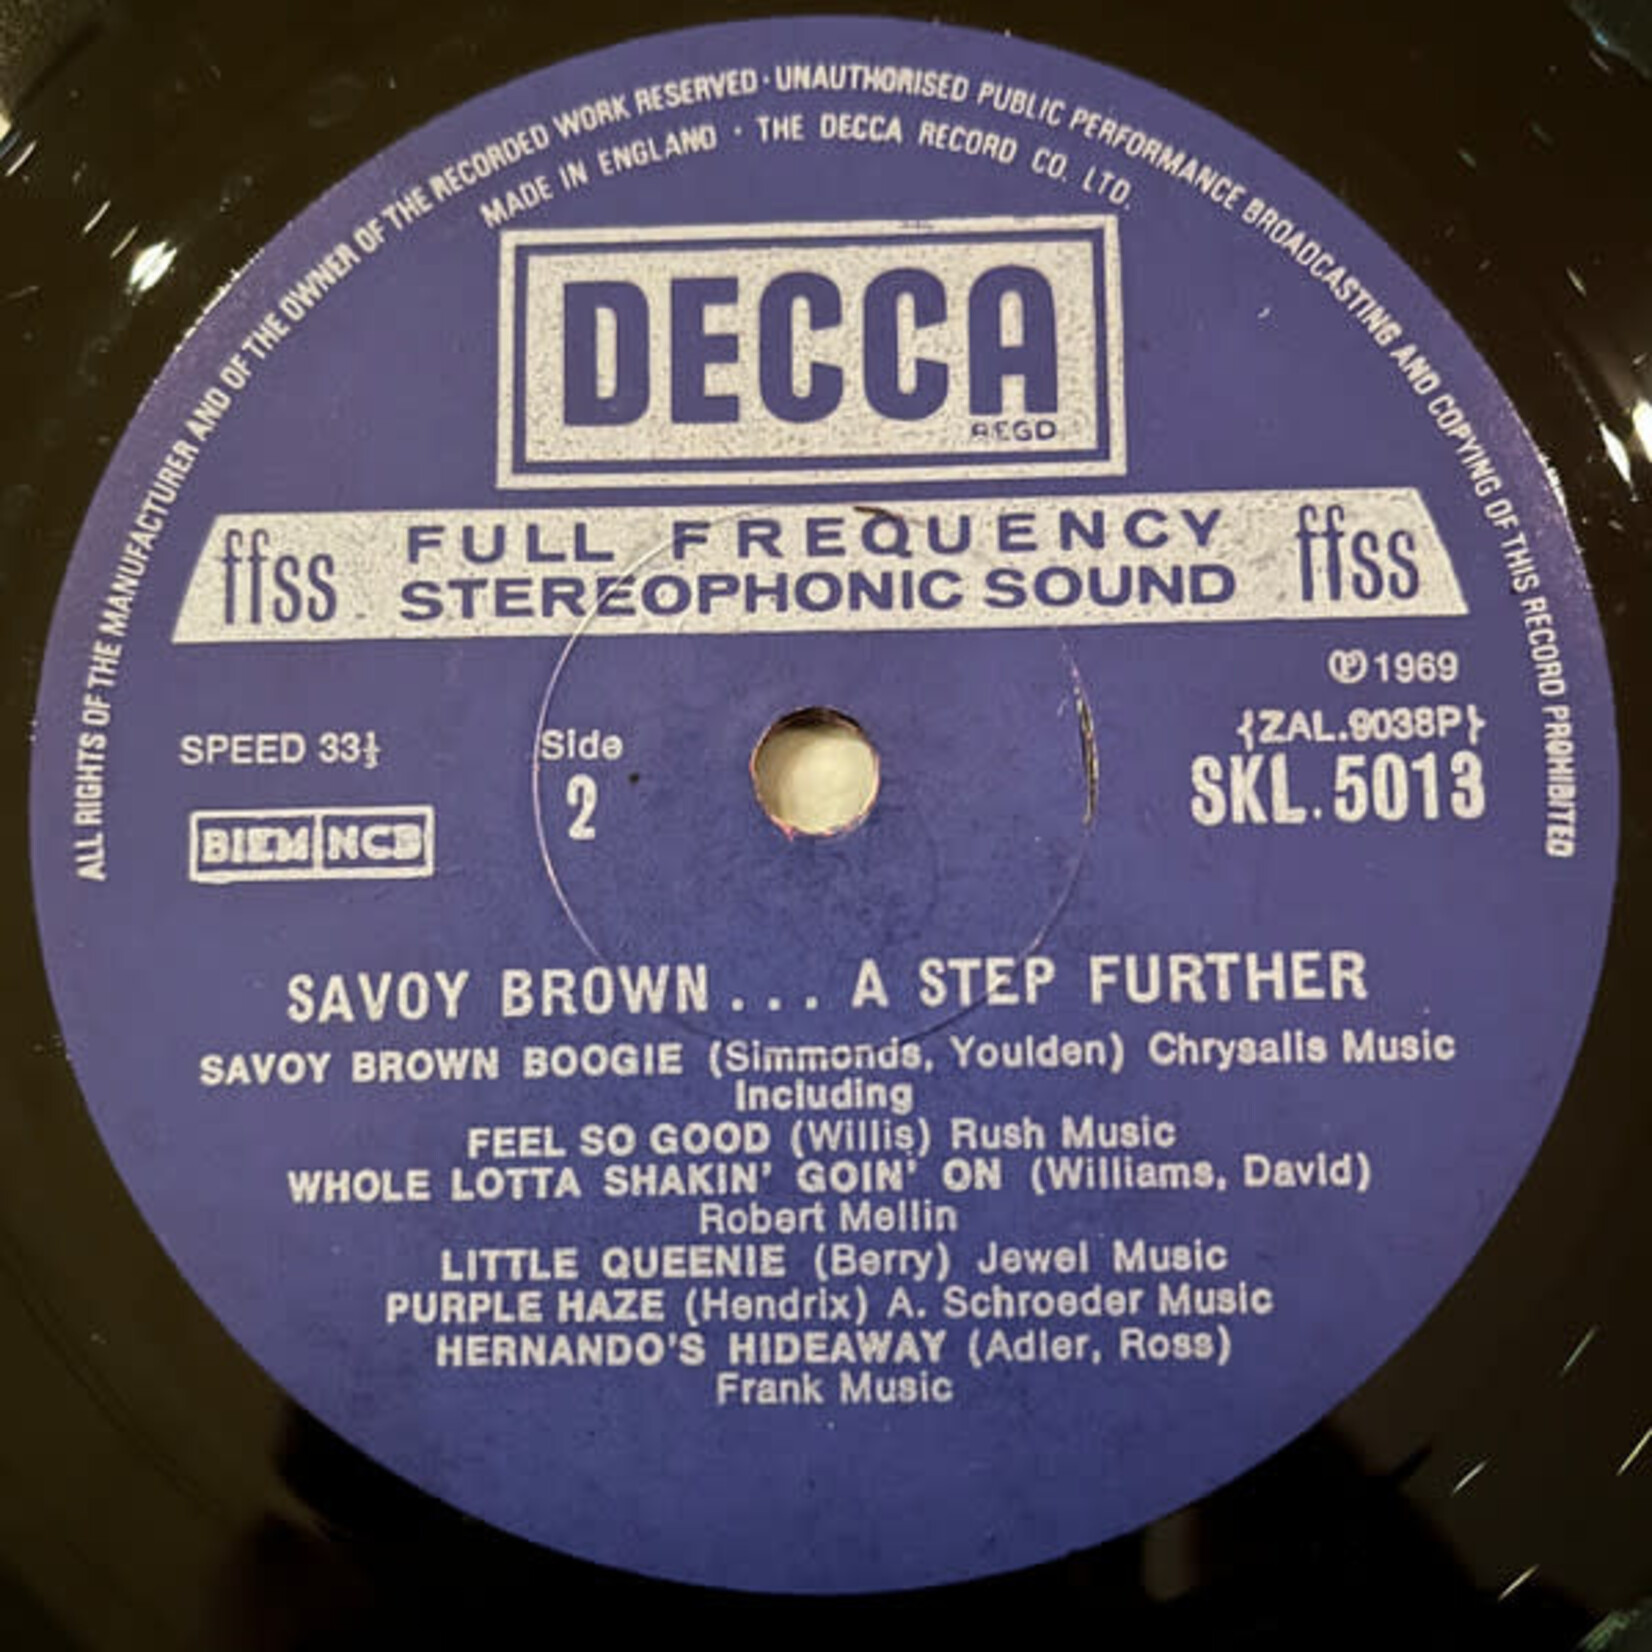 ALL RIGHTS OF THE MANUFACTURER AND OF THE OWNER OF THE RECORDED WORK RESERVED · UNAUTHORISED PUBLIC PERFORMANCE BROADCASTING AND COPYING OF THIS RECORD PROHIBITED
MADE IN ENGLAND · THE DECCA RECORD CO. LTD.
DECCA
REGD
ffss FULL FREQUENCY STEREOPHONIC SOUND ffss
℗ 1969
{ZAL.9038P}
SPEED 33⅓
Side
2
SKL.5013
BIEM NCB
SAVOY BROWN . . . A STEP FURTHER
SAVOY BROWN BOOGIE (Simmonds, Youlden) Chrysalis Music
Including
FEEL SO GOOD (Willis) Rush Music
WHOLE LOTTA SHAKIN' GOIN' ON (Williams, David)
Robert Mellin
LITTLE QUEENIE (Berry) Jewel Music
PURPLE HAZE (Hendrix) A. Schroeder Music
HERNANDO'S HIDEAWAY (Adler, Ross)
Frank Music